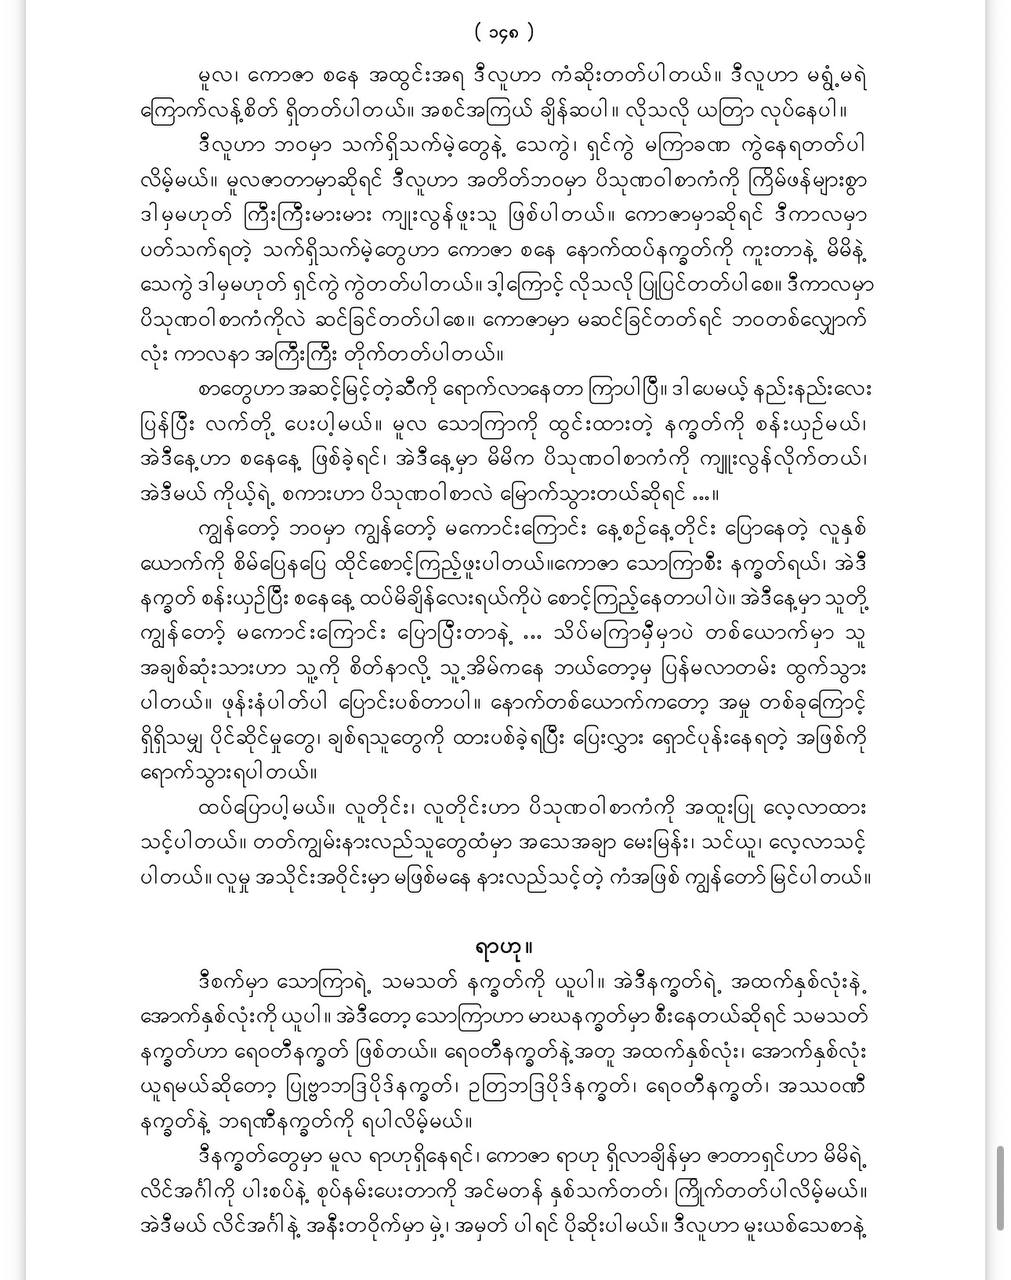 ( ၁၄၈ )
မူလ၊ ကောဇာ စနေ အထွင်းအရ ဒီလူဟာ ကံဆိုးတတ်ပါတယ်။ ဒီလူဟာ မရွံ့မရဲ
ကြောက်လန့်စိတ် ရှိတတ်ပါတယ်။ အစင်အကြယ် ချိန်ဆပါ။ လိုသလို ယတြာ လုပ်နေပါ။
ဒီလူဟာ ဘဝမှာ သက်ရှိသက်မဲ့တွေနဲ့ သေကွဲ၊ ရှင်ကွဲ မကြာခဏ ကွဲနေရတတ်ပါ
လိမ့်မယ်။ မူလဇာတာမှာဆိုရင် ဒီလူဟာ အတိတ်ဘဝမှာ ပိသုဏဝါစာကံကို ကြိမ်ဖန်များစွာ
ဒါမှမဟုတ် ကြီးကြီးမားမား ကျူးလွန်ဖူးသူ ဖြစ်ပါတယ်။ ကောဇာမှာဆိုရင် ဒီကာလမှာ
ပတ်သက်ရတဲ့ သက်ရှိသက်မဲ့တွေဟာ ကောဇာ စနေ နောက်ထပ်နက္ခတ်ကို ကူးတာနဲ့ မိမိနဲ့
သေကွဲ ဒါမှမဟုတ် ရှင်ကွဲ ကွဲတတ်ပါတယ်။ ဒါ့ကြောင့် လိုသလို ပြုပြင်တတ်ပါစေ။ ဒီကာလမှာ
ပိသုဏဝါစာကံကိုလဲ ဆင်ခြင်တတ်ပါစေ။ ကောဇာမှာ မဆင်ခြင်တတ်ရင် ဘဝတစ်လျှောက်
လုံး ကာလနာ အကြီးကြီး တိုက်တတ်ပါတယ်။
စာတွေဟာ အဆင့်မြင့်တဲ့ဆီကို ရောက်လာနေတာ ကြာပါပြီ။ ဒါပေမယ့် နည်းနည်းလေး
ပြန်ပြီး လက်တို့ ပေးပါ့မယ်။ မူလ သောကြာကို ထွင်းထားတဲ့ နက္ခတ်ကို စန်းယှဉ်မယ်၊
အဲဒီနေ့ဟာ စနေနေ့ ဖြစ်ခဲ့ရင်၊ အဲဒီနေ့မှာ မိမိက ပိသုဏဝါစာကံကို ကျူးလွန်လိုက်တယ်၊
အဲဒီမယ် ကိုယ့်ရဲ့ စကားဟာ ပိသုဏဝါစာလဲ မြောက်သွားတယ်ဆိုရင် ...။
ကျွန်တော့် ဘဝမှာ ကျွန်တော့် မကောင်းကြောင်း နေ့စဉ်နေ့တိုင်း ပြောနေတဲ့ လူနှစ်
ယောက်ကို စိမ်ပြေနပြေ ထိုင်စောင့်ကြည့်ဖူးပါတယ်။ကောဇာ သောကြာစီး နက္ခတ်ရယ်၊ အဲဒီ
နက္ခတ် စန်းယှဉ်ပြီး စနေနေ့ ထပ်မိချိန်လေးရယ်ကိုပဲ စောင့်ကြည့်နေတာပါပဲ။ အဲဒီနေ့မှာ သူတို့
ကျွန်တော့် မကောင်းကြောင်း ပြောပြီးတာနဲ့ ... သိပ်မကြာမှီမှာပဲ တစ်ယောက်မှာ သူ
အချစ်ဆုံးသားဟာ သူ့ကို စိတ်နာလို့ သူ့အိမ်ကနေ ဘယ်တော့မှ ပြန်မလာတမ်း ထွက်သွား
ပါတယ်။ ဖုန်းနံပါတ်ပါ ပြောင်းပစ်တာပါ။ နောက်တစ်ယောက်ကတော့ အမှု တစ်ခုကြောင့်
ရှိရှိသမျှ ပိုင်ဆိုင်မှုတွေ၊ ချစ်ရသူတွေကို ထားပစ်ခဲ့ရပြီး ပြေးလွှား ရှောင်ပုန်းနေရတဲ့ အဖြစ်ကို
ရောက်သွားရပါတယ်။
ထပ်ပြောပါ့မယ်။ လူတိုင်း၊ လူတိုင်းဟာ ပိသုဏဝါစာကံကို အထူးပြု လေ့လာထား
သင့်ပါတယ်။ တတ်ကျွမ်းနားလည်သူတွေထံမှာ အသေအချာ မေးမြန်း၊ သင်ယူ၊ လေ့လာသင့်
ပါတယ်။ လူမှု အသိုင်းအဝိုင်းမှာ မဖြစ်မနေ နားလည်သင့်တဲ့ ကံအဖြစ် ကျွန်တော် မြင်ပါတယ်။
ရာဟု။
ဒီစက်မှာ သောကြာရဲ့ သမသတ် နက္ခတ်ကို ယူပါ။ အဲဒီနက္ခတ်ရဲ့ အထက်နှစ်လုံးနဲ့
အောက်နှစ်လုံးကို ယူပါ။ အဲဒီတော့ သောကြာဟာ မာဃနက္ခတ်မှာ စီးနေတယ်ဆိုရင် သမသတ်
နက္ခတ်ဟာ ရေဝတီနက္ခတ် ဖြစ်တယ်။ ရေဝတီနက္ခတ်နဲ့အတူ အထက်နှစ်လုံး၊ အောက်နှစ်လုံး
ယူရမယ်ဆိုတော့ ပြုဗ္ဗာဘဒြပိုဒ်နက္ခတ်၊ ဥတြဘဒြပိုဒ်နက္ခတ်၊ ရေဝတီနက္ခတ်၊ အဿဝဏီ
နက္ခတ်နဲ့ ဘရဏီနက္ခတ်ကို ရပါလိမ့်မယ်။
ဒီနက္ခတ်တွေမှာ မူလ ရာဟုရှိနေရင်၊ ကောဇာ ရာဟု ရှိလာချိန်မှာ ဇာတာရှင်ဟာ မိမိရဲ့
လိင်အင်္ဂါကို ပါးစပ်နဲ့ စုပ်နမ်းပေးတာကို အင်မတန် နှစ်သက်တတ်၊ ကြိုက်တတ်ပါလိမ့်မယ်။
အဲဒီမယ် လိင်အင်္ဂါနဲ့ အနီးတဝိုက်မှာ မှဲ့၊ အမှတ် ပါရင် ပိုဆိုးပါမယ်။ ဒီလူဟာ မူးယစ်သေစာနဲ့